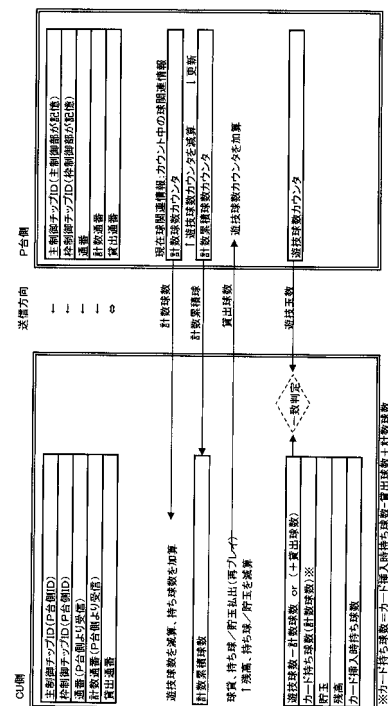 CU側
送信方向
P台側
主制御チップID(P台側ID)
枠制御チップID(P台側ID)
通番(P台側より受信)
計数通番(P台側より受信)
貸出通番
←
←
←
←
⇔
主制御チップID(主制御部が記憶)
枠制御チップID(枠制御部が記憶)
通番
計数通番
貸出通番
遊技球数を減算、持ち球数を加算
計数球数
現在球関連情報:カウント中の球関連情報
計数球数カウンタ
↑遊技球数カウンタを減算 ↓更新
計数累積球数
計数累積球
計数累積球数カウンタ
球貸、持ち球/貯玉払出(再プレイ)
↑残高、持ち球/貯玉を減算
貸出球数
遊技球数カウンタを加算
遊技球数-計数球数 or (+貸出球数)
一致判定
遊技玉数
遊技球数カウンタ
カード持ち球数(計数球数)※
貯玉
残高
カード挿入時持ち球数
※カード持ち球数=カード挿入時持ち球数-貸出球数+計数球数